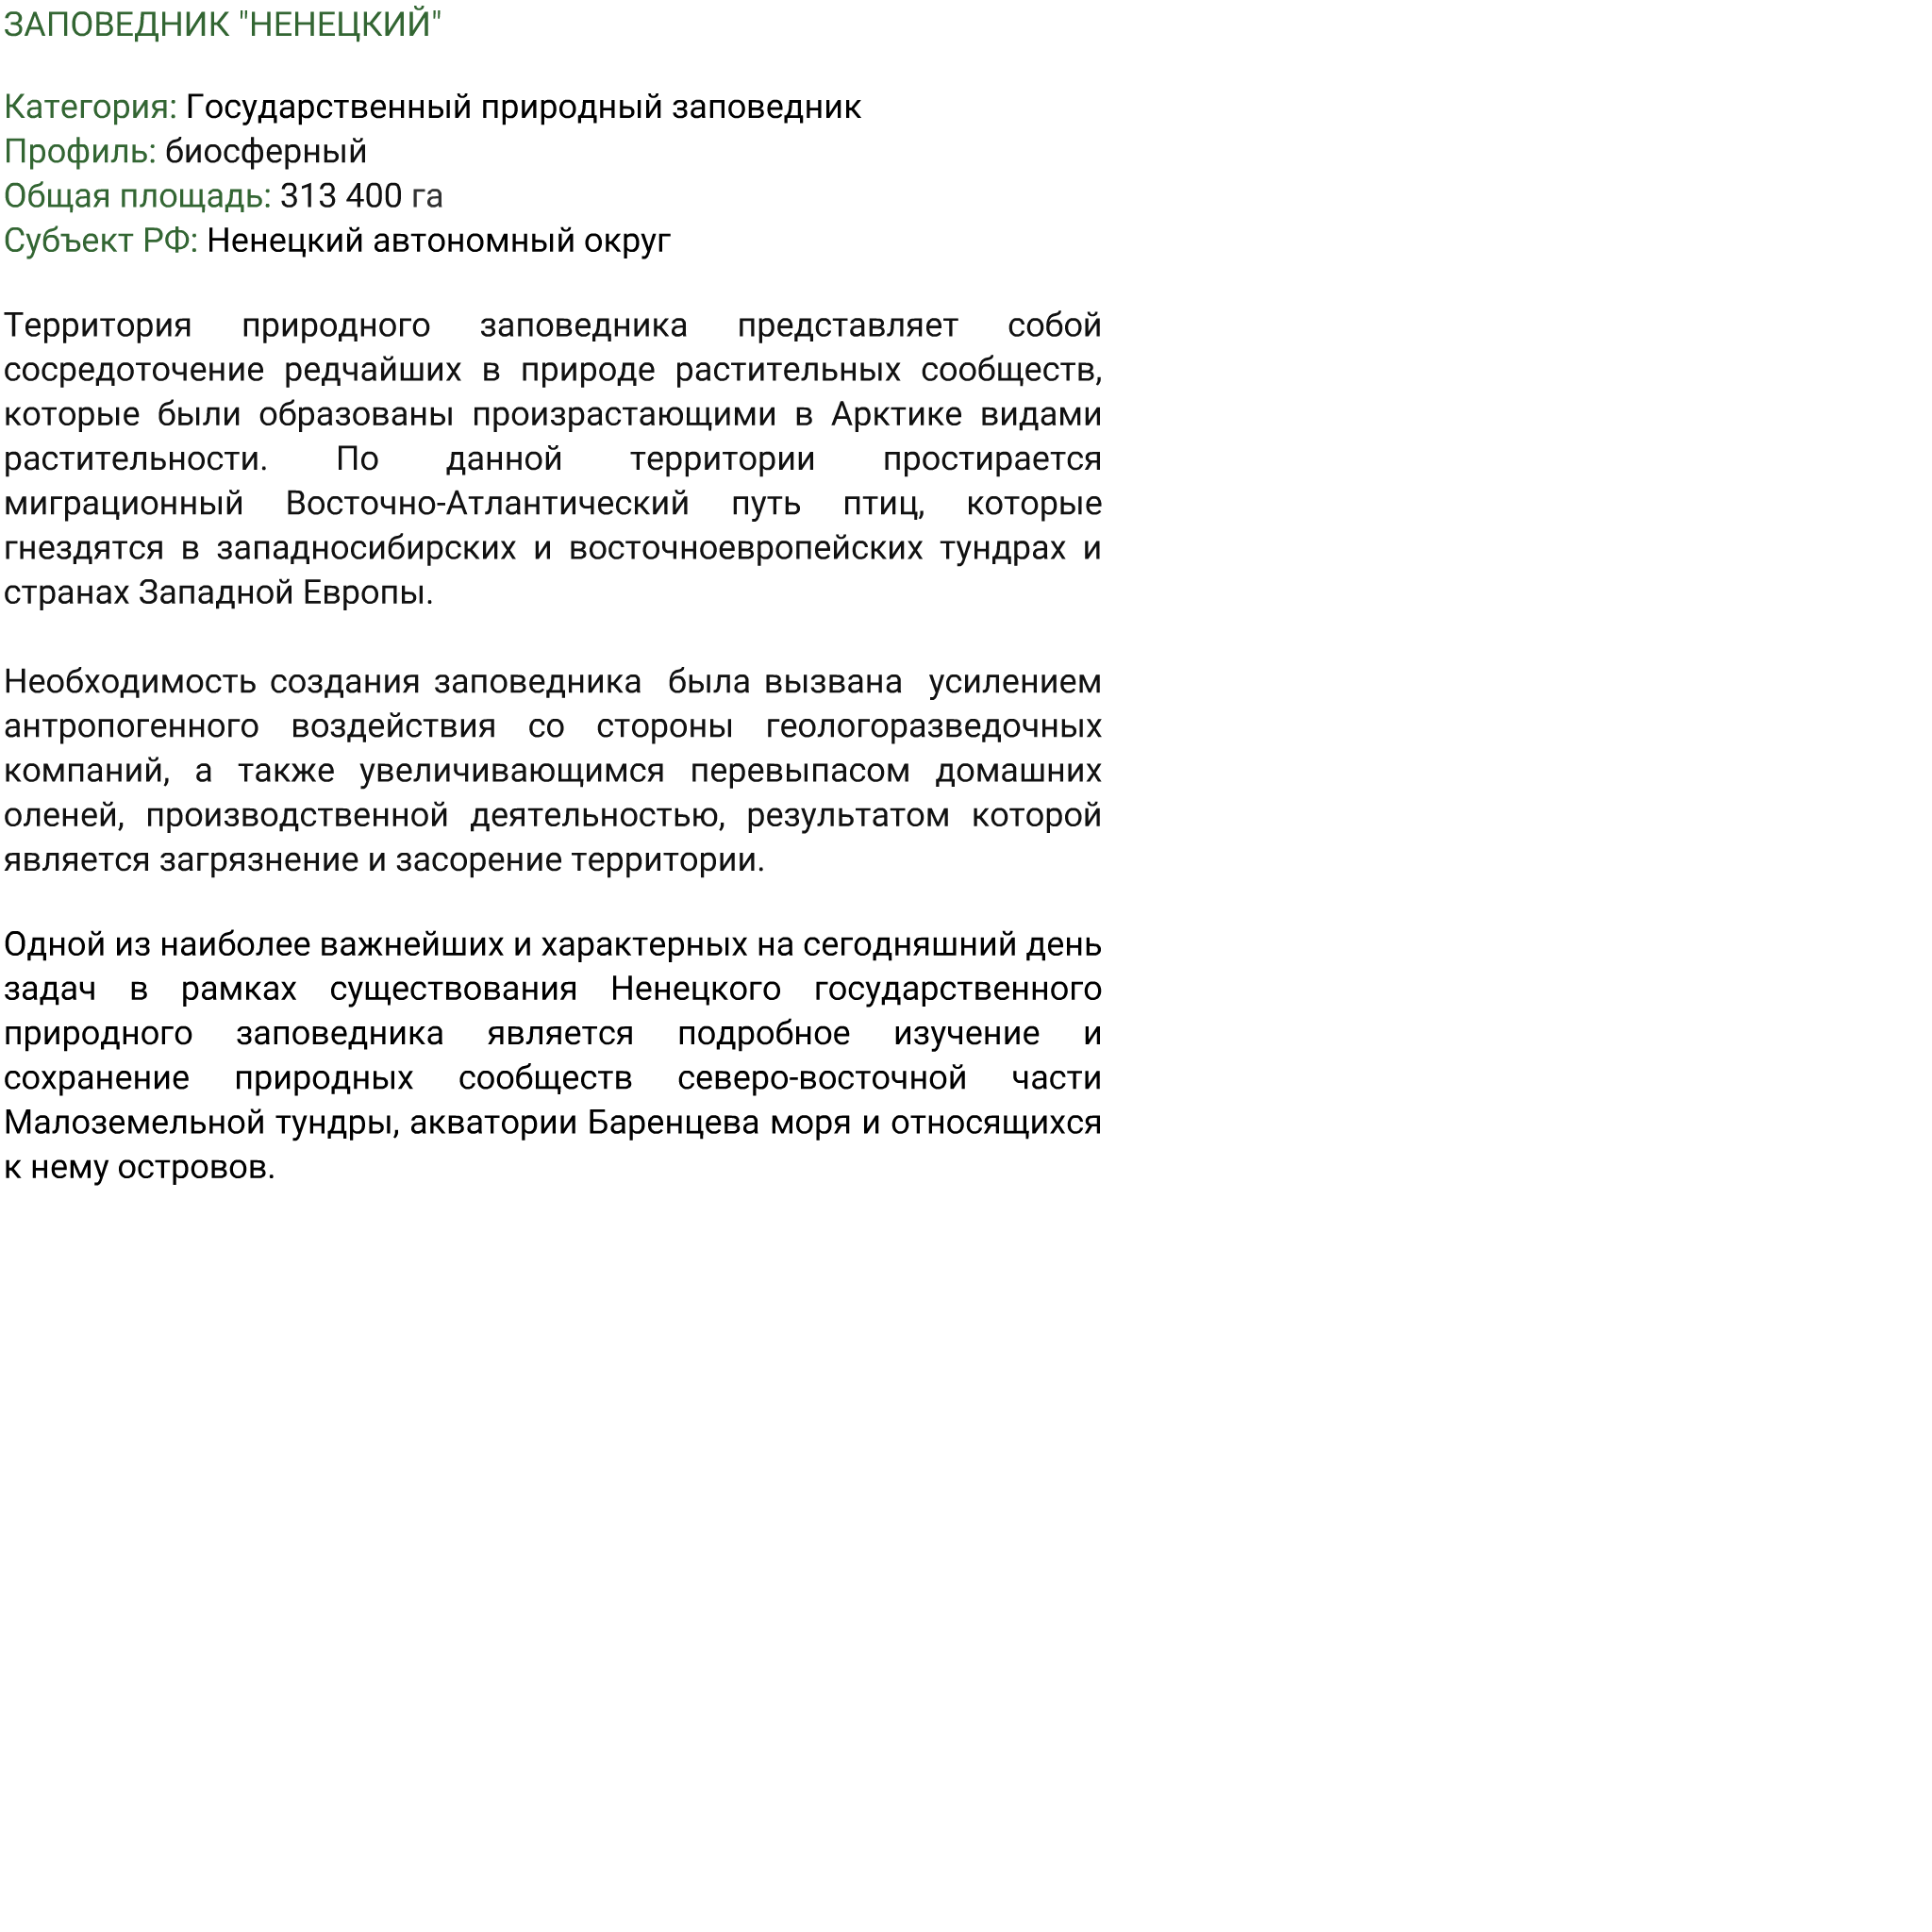 ЗАПОВЕДНИК "НЕНЕЦКИЙ"
Категория: Государственный природный заповедник
Профиль: биосферный
Общая площадь: 313 400 га
Субъект РФ: Ненецкий автономный округ
Территория природного заповедника представляет собой
сосредоточение редчайших в природе растительных сообществ,
которые были образованы произрастающими в Арктике видами
растительности. По данной территории простирается
миграционный Восточно-Атлантический путь птиц, которые
гнездятся в западносибирских и восточноевропейских тундрах и
странах Западной Европы.
Необходимость создания заповедника была вызвана усилением
антропогенного воздействия со стороны геологоразведочных
компаний, а также увеличивающимся перевыпасом домашних
оленей, производственной деятельностью, результатом которой
является загрязнение и засорение территории.
Одной из наиболее важнейших и характерных на сегодняшний день
задач в рамках существования Ненецкого государственного
природного заповедника является подробное изучение и
сохранение природных сообществ северо-восточной части
Малоземельной тундры, акватории Баренцева моря и относящихся
к нему островов.